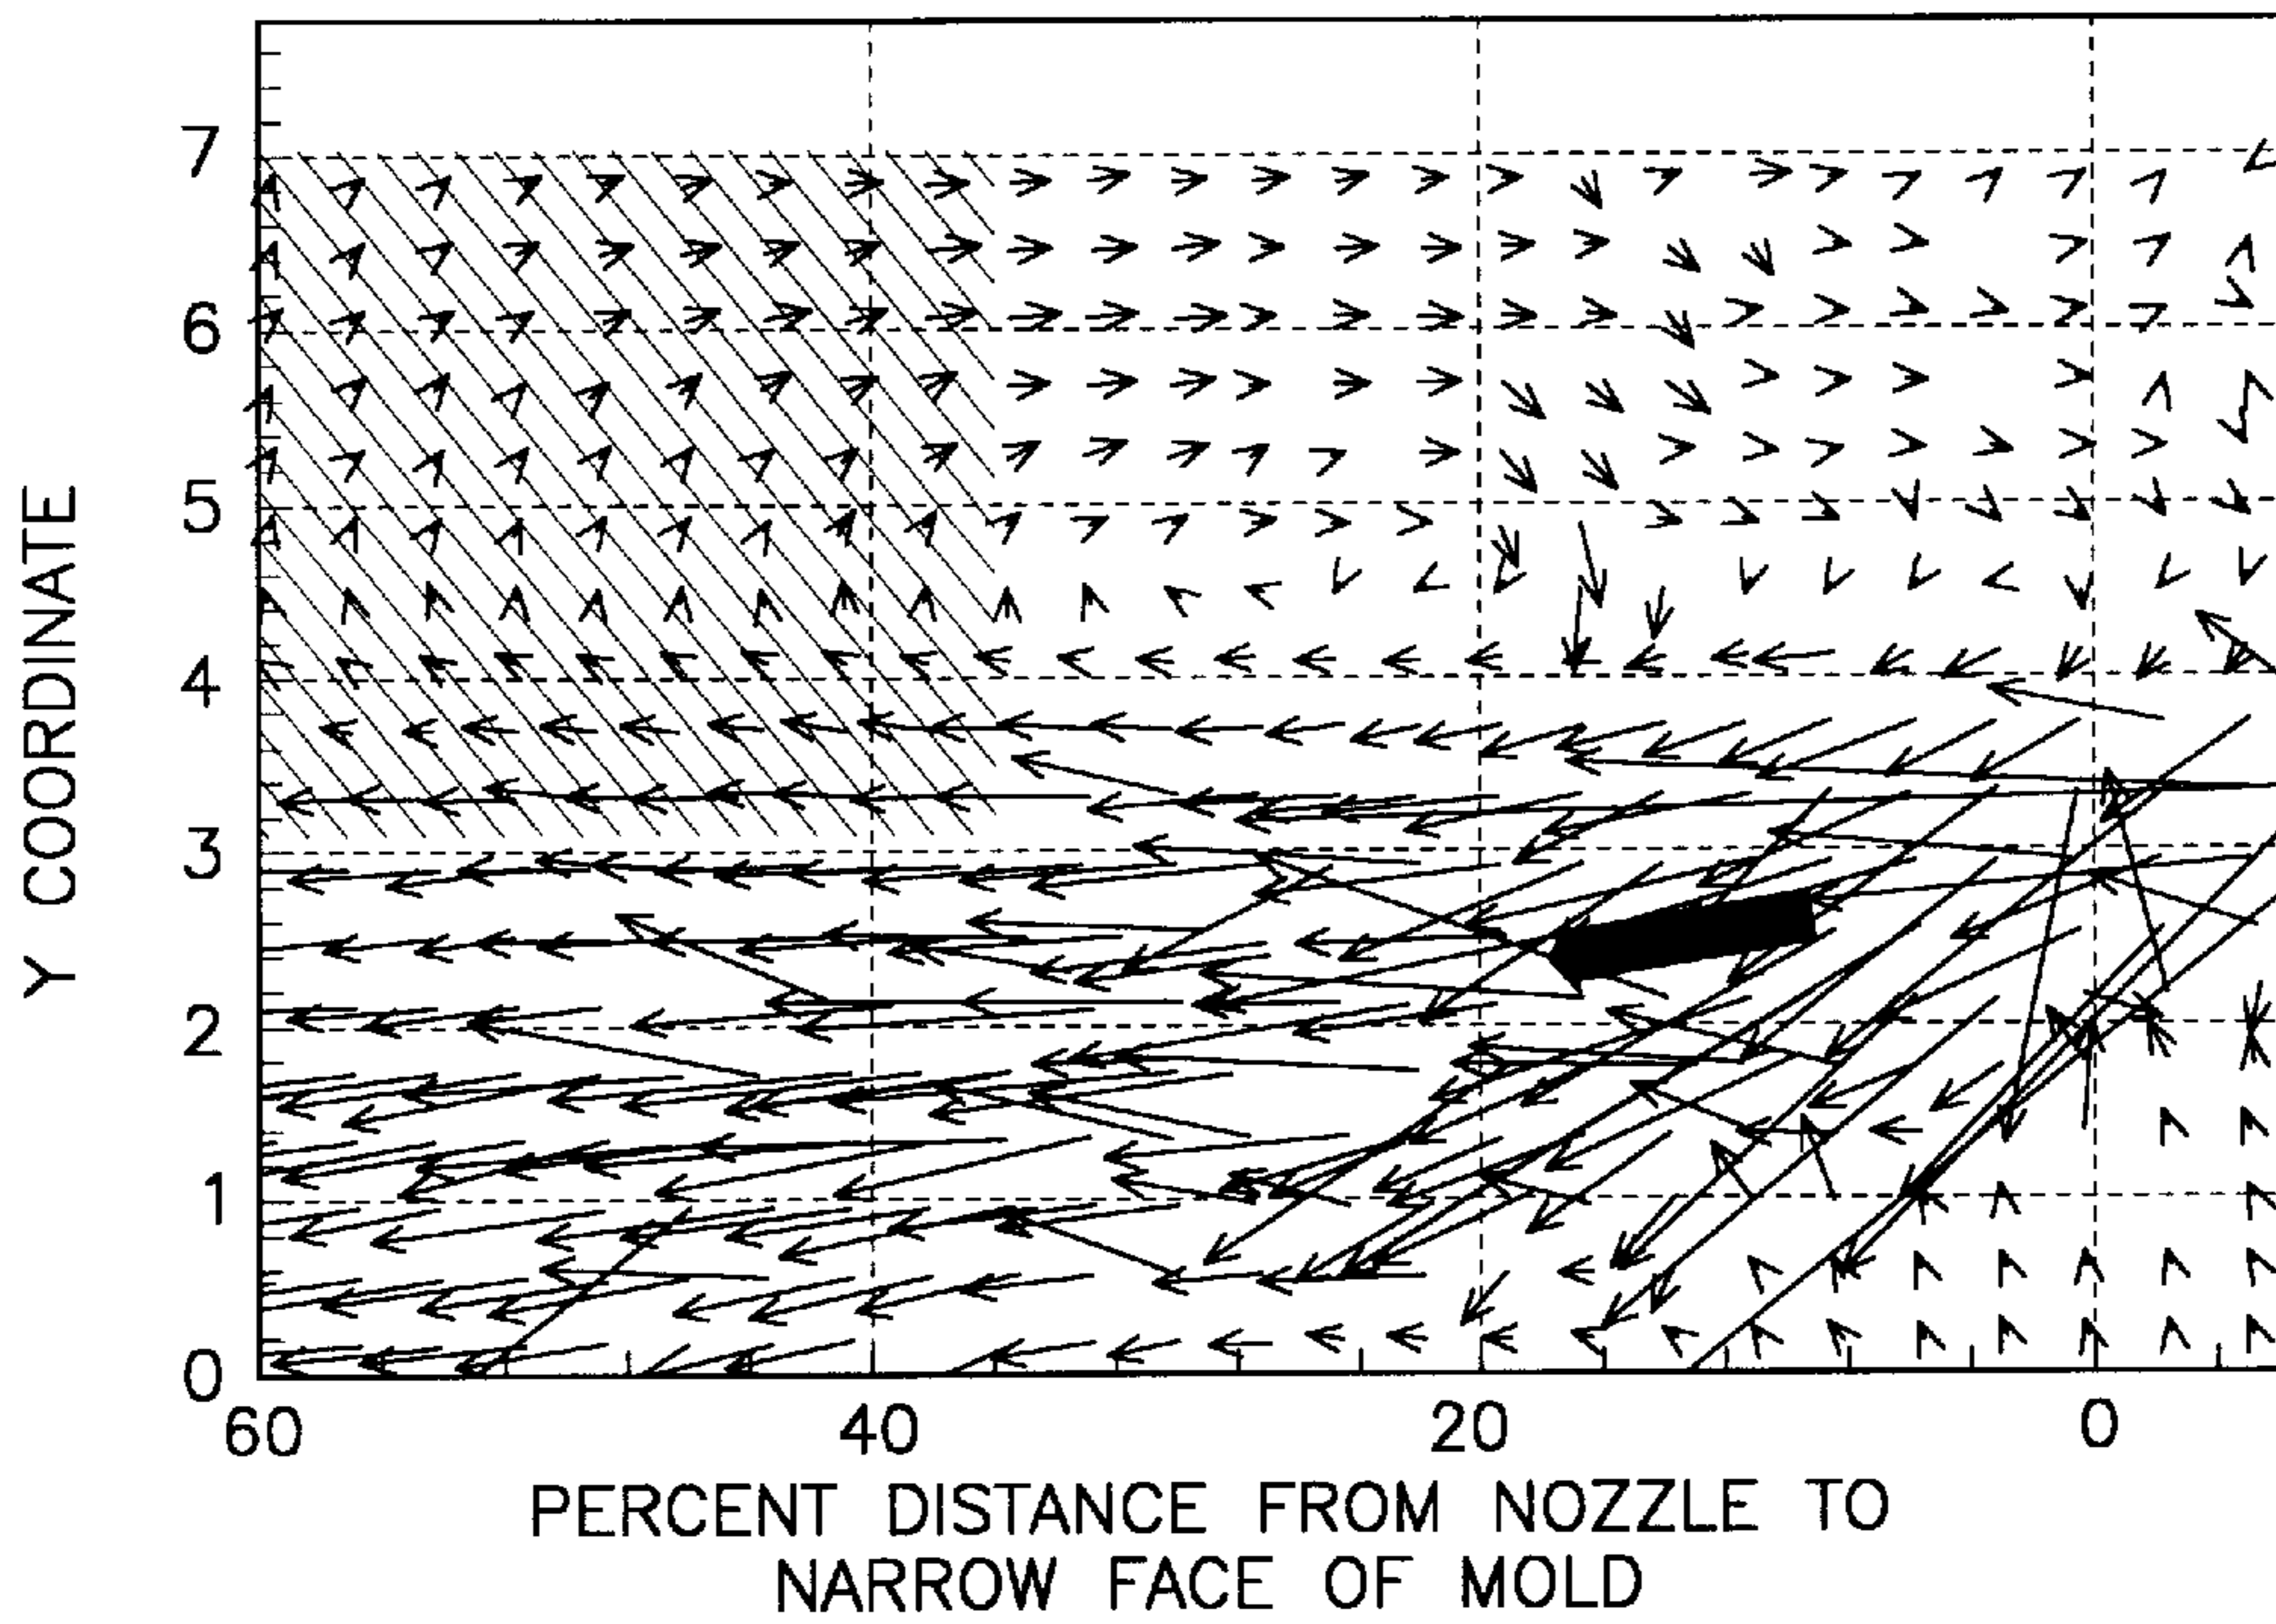 7
6
5
4
3
2
1
0
Y COORDINATE
60 40 20 0
PERCENT DISTANCE FROM NOZZLE TO
NARROW FACE OF MOLD